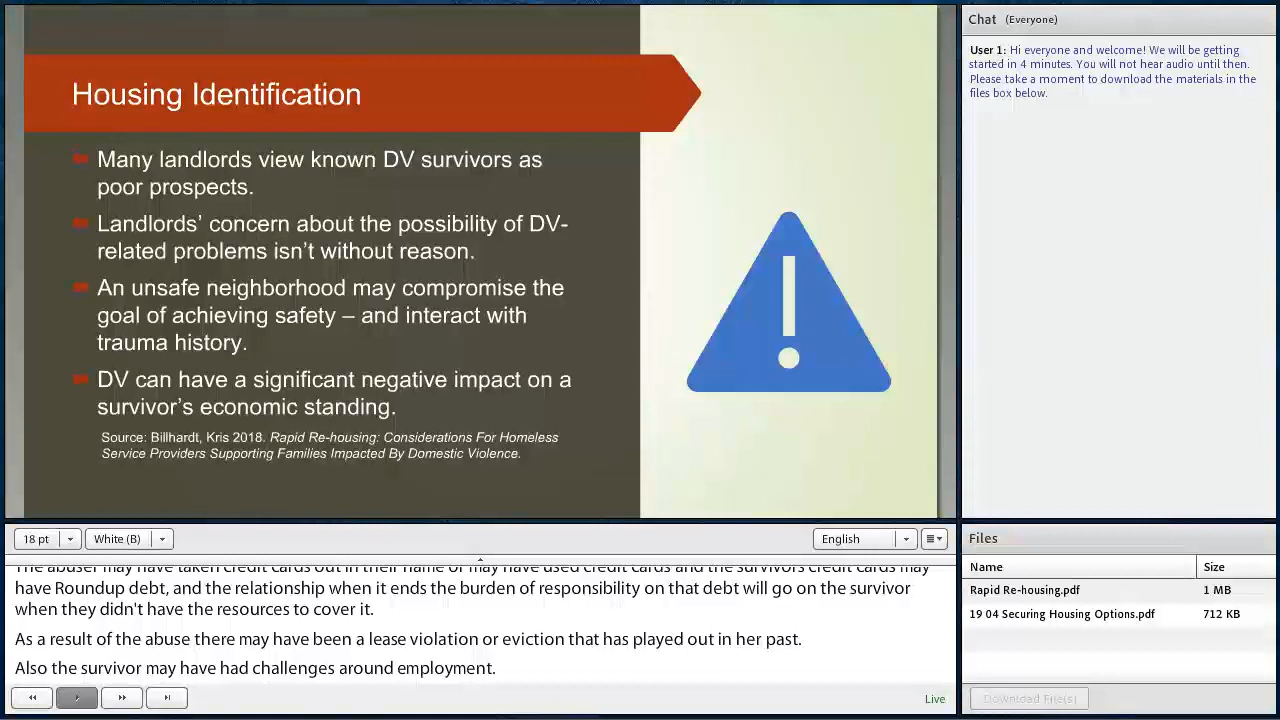 Housing Identification
Many landlords view known DV survivors as
poor prospects.
Landlords’ concern about the possibility of DV-
related problems isn’t without reason.
An unsafe neighborhood may compromise the
goal of achieving safety – and interact with
trauma history.
DV can have a significant negative impact on a
survivor’s economic standing.
Source: Billhardt, Kris 2018. Rapid Re-housing: Considerations For Homeless
Service Providers Supporting Families Impacted By Domestic Violence.
Chat (Everyone)
User 1: Hi everyone and welcome! We will be getting
started in 4 minutes. You will not hear audio until then.
Please take a moment to download the materials in the
files box below.
18 pt White (B) English
The abuser may have taken credit cards out in their name or may have used credit cards and the survivors credit cards may
have Roundup debt, and the relationship when it ends the burden of responsibility on that debt will go on the survivor
when they didn't have the resources to cover it.
As a result of the abuse there may have been a lease violation or eviction that has played out in her past.
Also the survivor may have had challenges around employment.
Live
Files
Name Size
Rapid Re-housing.pdf 1 MB
19 04 Securing Housing Options.pdf 712 KB
Download File(s)